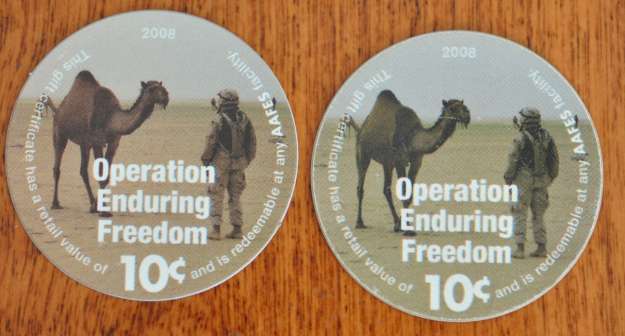 2008
This gift certificate has a retail value of 10¢ and is redeemable at any AAFES facility.
Operation
Enduring
Freedom
2008
This gift certificate has a retail value of 10¢ and is redeemable at any AAFES facility.
Operation
Enduring
Freedom